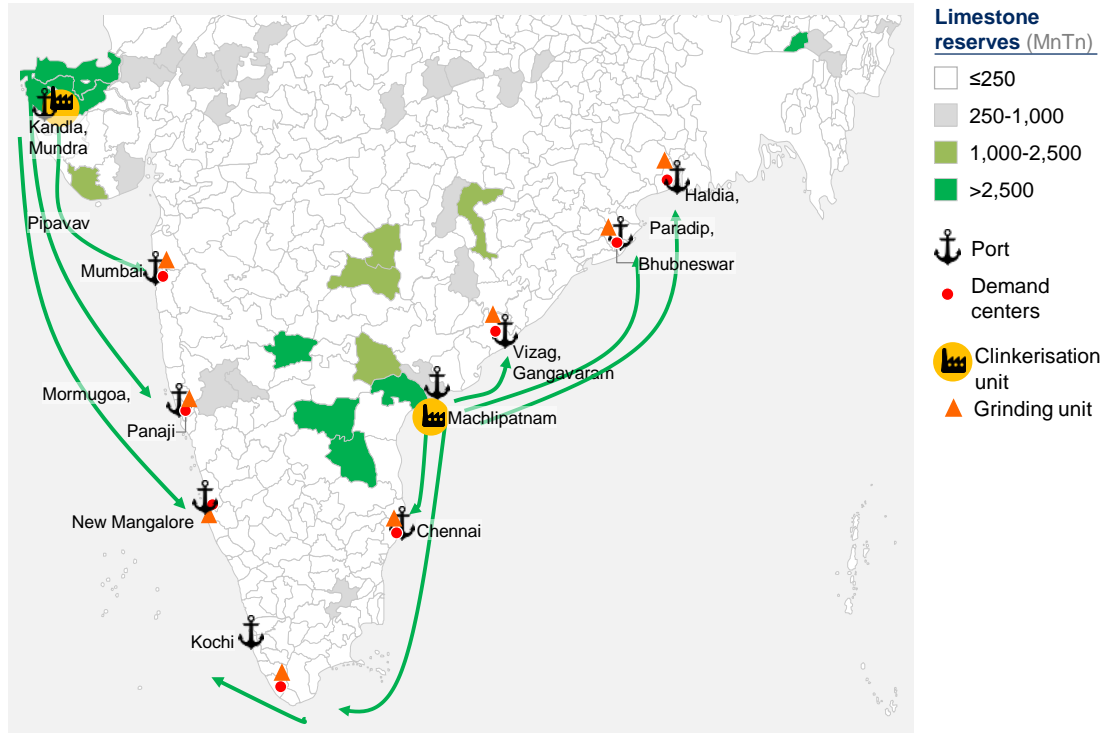 Kandla,
Mundra
Pipavav
Mumbai
Mormugoa,
Panaji
New Mangalore
Kochi
Chennai
Machlipatnam
Vizag,
Gangavaram
Bhubneswar
Paradip,
Haldia,
Limestone
reserves (MnTn)
≤250
250-1,000
1,000-2,500
>2,500
Port
Demand
centers
Clinkerisation
unit
Grinding unit